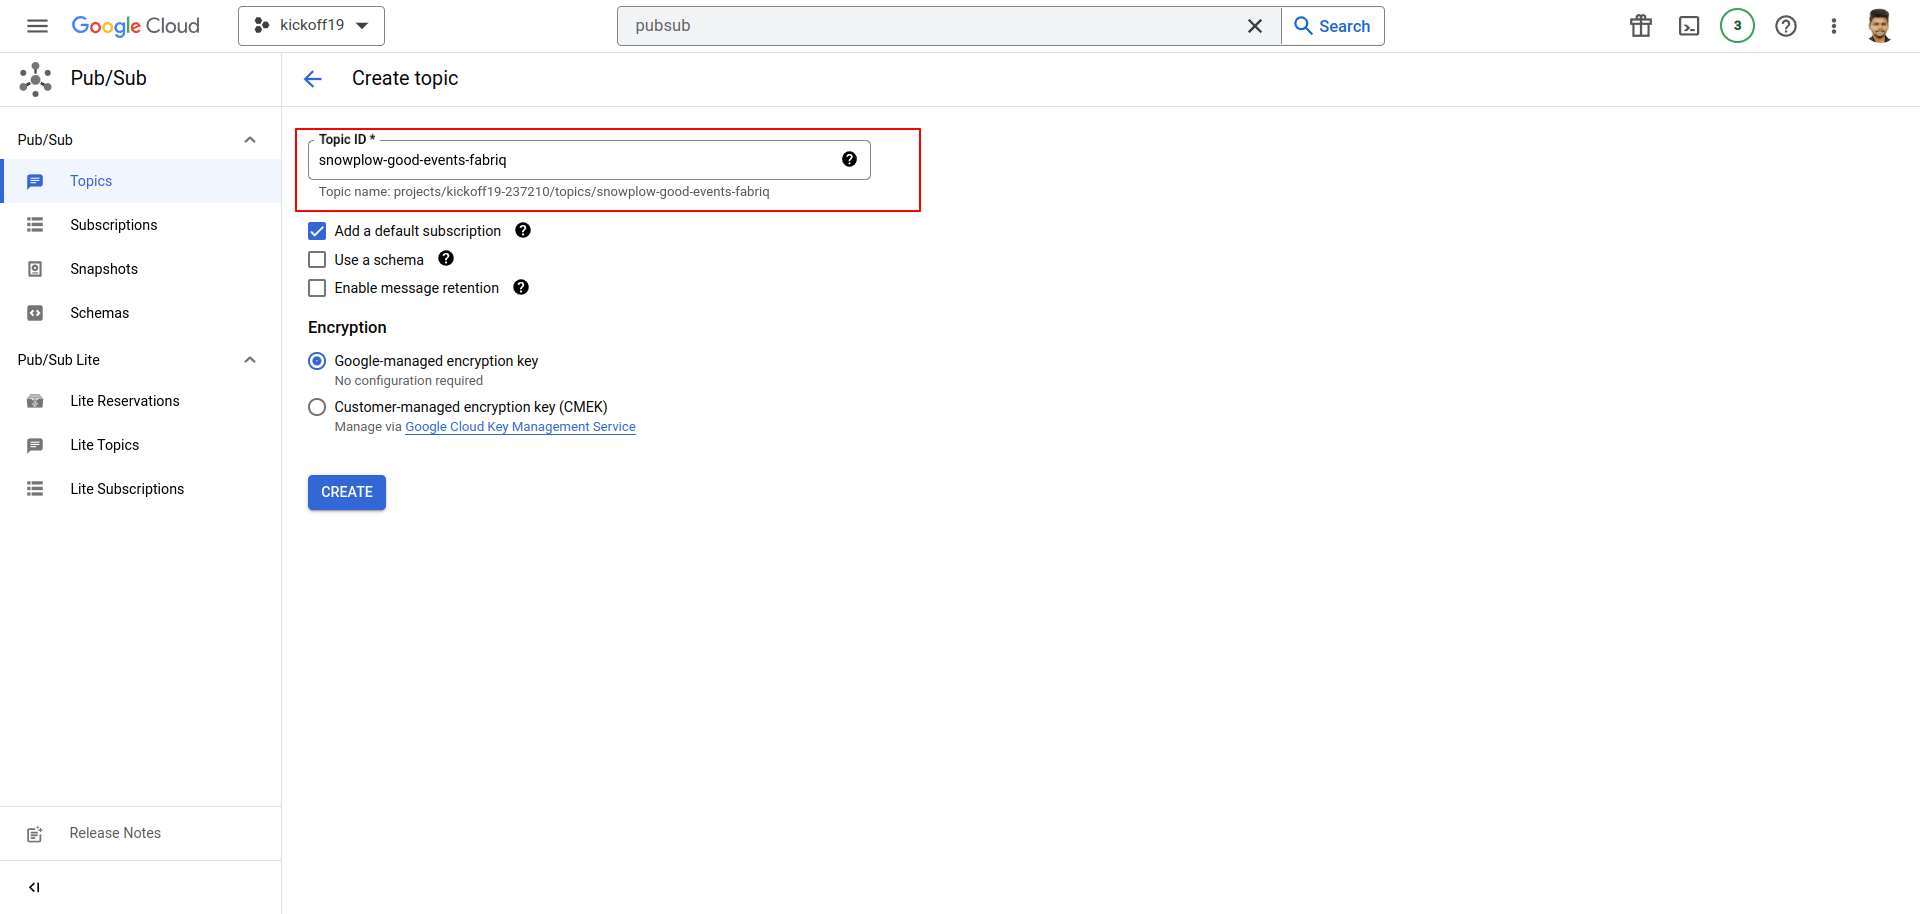 Google Cloud
kickoff19
pubsub
Search
3
Pub/Sub
Create topic
Pub/Sub
Topics
Subscriptions
Snapshots
Schemas
Pub/Sub Lite
Lite Reservations
Lite Topics
Lite Subscriptions
Release Notes
Topic ID *
snowplow-good-events-fabriq
Topic name: projects/kickoff19-237210/topics/snowplow-good-events-fabriq
Add a default subscription
Use a schema
Enable message retention
Encryption
Google-managed encryption key
No configuration required
Customer-managed encryption key (CMEK)
Manage via Google Cloud Key Management Service
CREATE